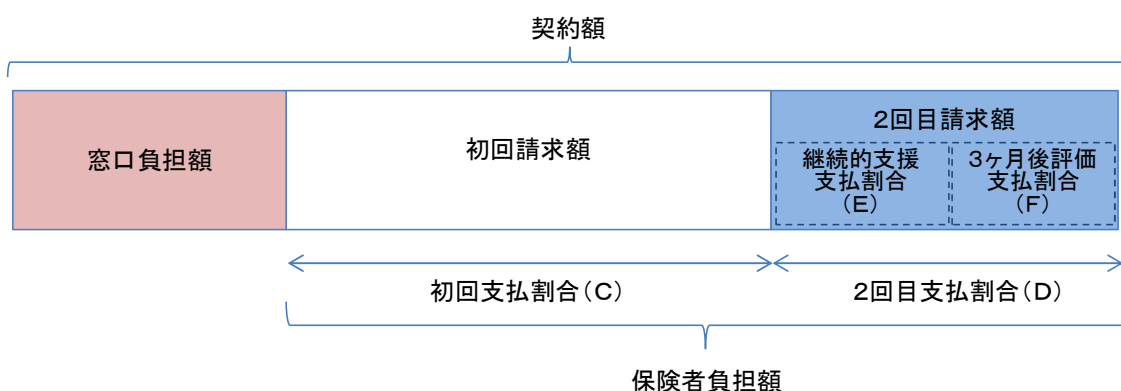 契約額
窓口負担額
初回請求額
2回目請求額
継続的支援
支払割合
（E）
3ヶ月後評価
支払割合
（F）
初回支払割合（C）
2回目支払割合（D）
保険者負担額